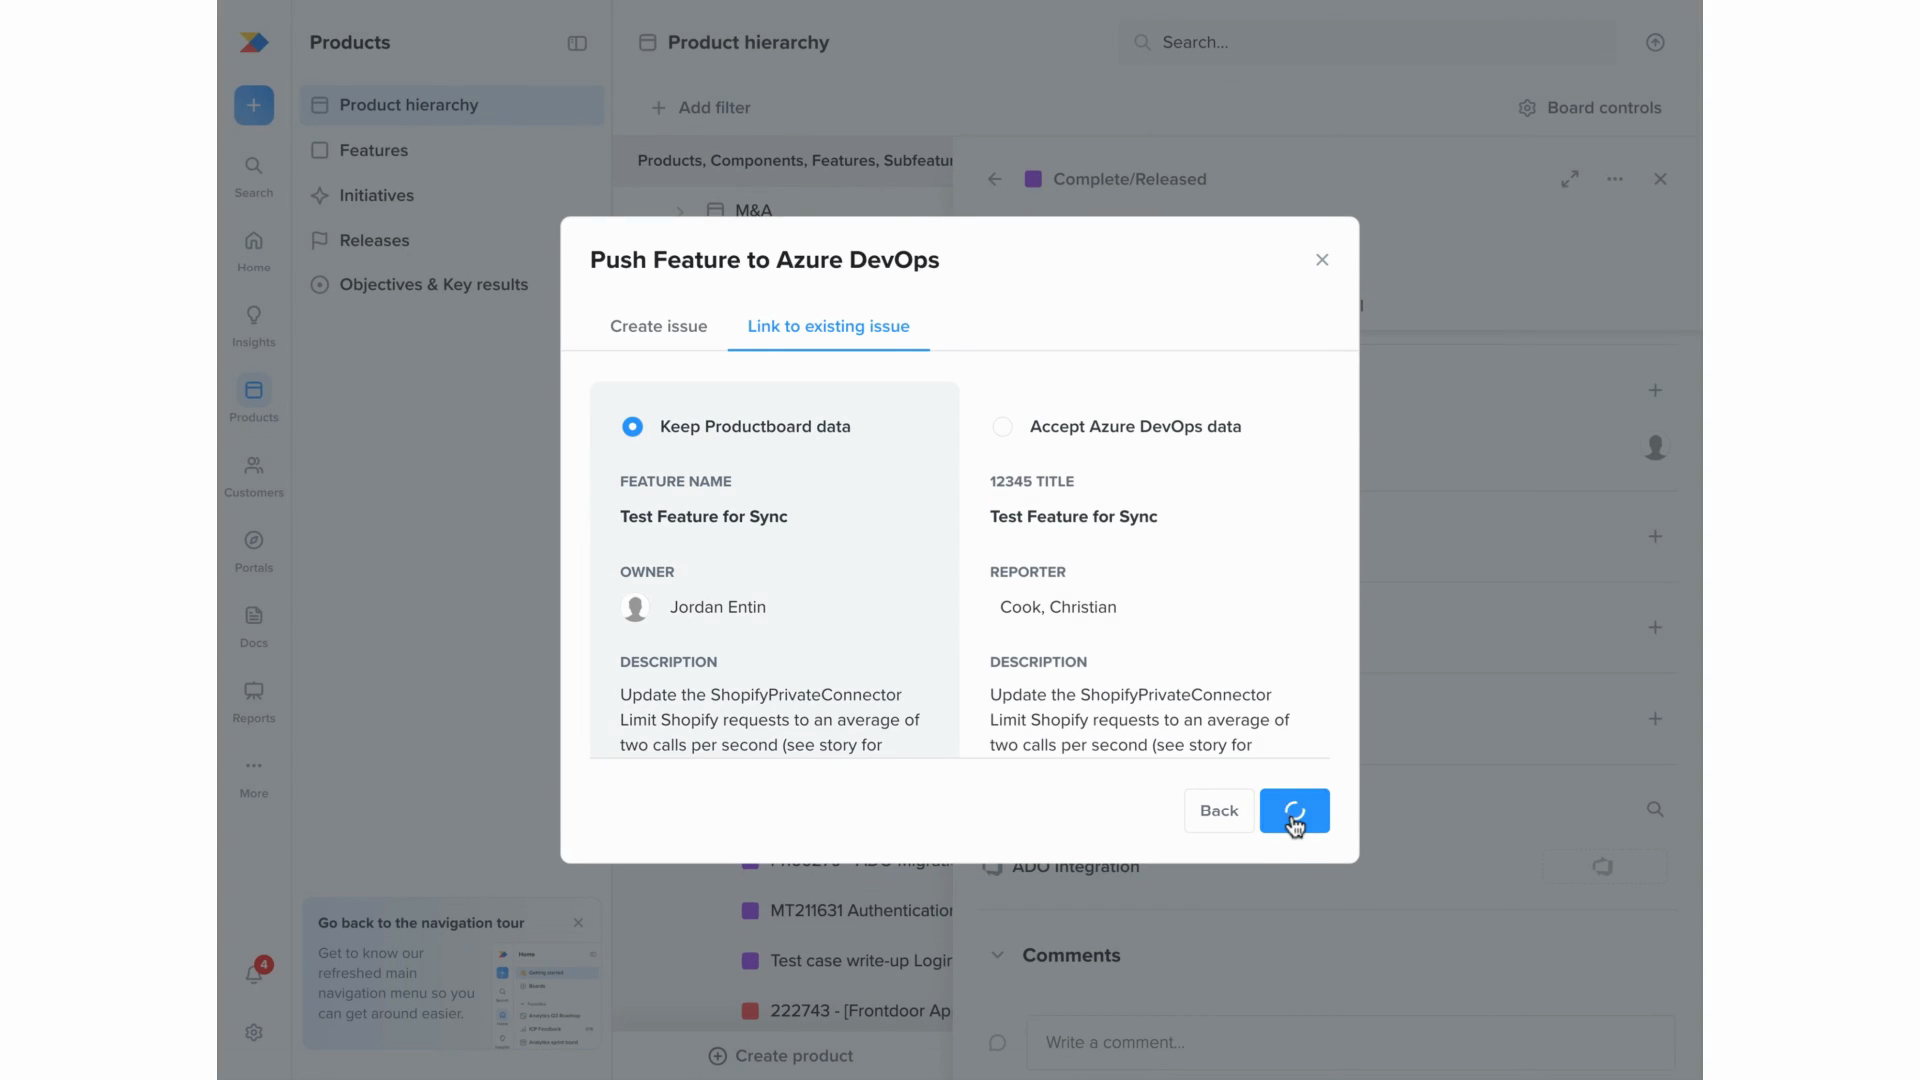 Products
Product hierarchy
Search...
Product hierarchy
Add filter
Board controls
Features
Initiatives
Releases
Objectives & Key results
Search
Home
Insights
Products
Customers
Portals
Docs
Reports
More
4
Products, Components, Features, Subfeatu
M&A
Complete/Released
Push Feature to Azure DevOps
Create issue
Link to existing issue
Keep Productboard data
Accept Azure DevOps data
FEATURE NAME
12345 TITLE
Test Feature for Sync
Test Feature for Sync
OWNER
REPORTER
Jordan Entin
Cook, Christian
DESCRIPTION
DESCRIPTION
Update the ShopifyPrivateConnector
Limit Shopify requests to an average of
two calls per second (see story for
Update the ShopifyPrivateConnector
Limit Shopify requests to an average of
two calls per second (see story for
Back
ADO Integration
MT211631 Authentication
Test case write-up Login
222743 - [Frontdoor Ap
Create product
Comments
Write a comment...
Go back to the navigation tour
Get to know our
refreshed main
navigation menu so you
can get around easier.
Home
Getting started
Boards